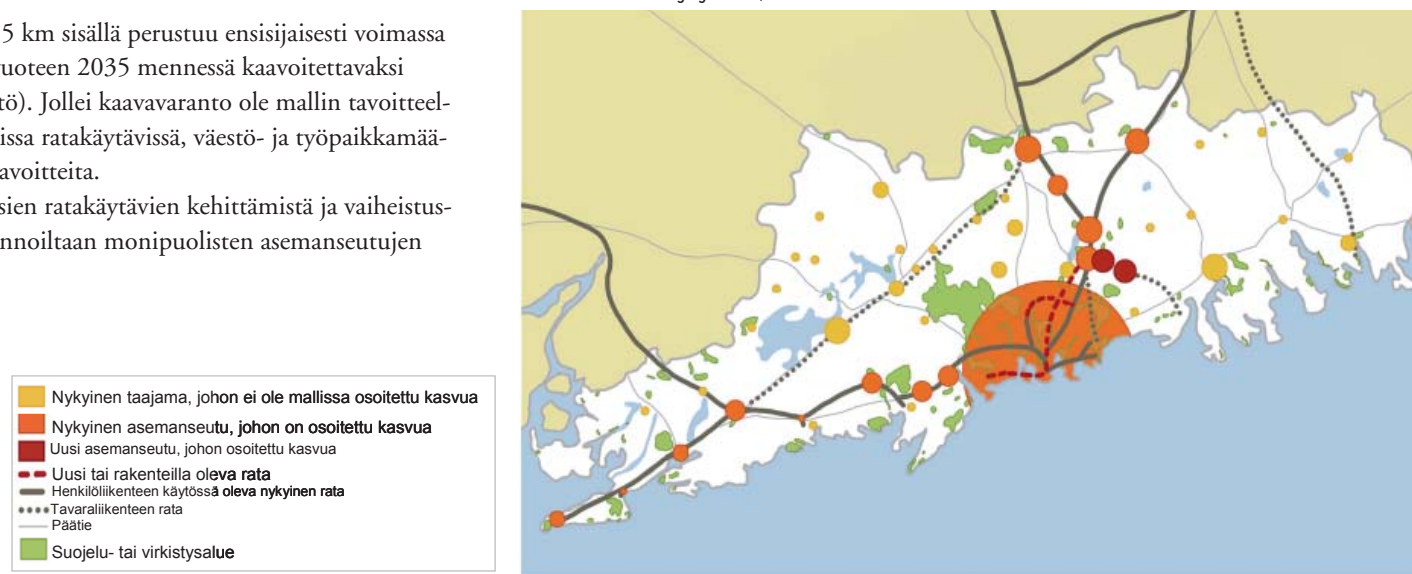 5 km sisällä perustuu ensisijaisesti voimassa
uoteen 2035 mennessä kaavoitettavaksi
tö). Jollei kaavavaranto ole mallin tavoitteel-
issa ratakäytävissä, väestö- ja työpaikkamää-
avoitteita.
sien ratakäytävien kehittämistä ja vaiheistus-
nnoiltaan monipuolisten asemanseutujen
Nykyinen taajama, johon ei ole mallissa osoitettu kasvua
Nykyinen asemanseutu, johon on osoitettu kasvua
Uusi asemanseutu, johon osoitettu kasvua
Uusi tai rakenteilla oleva rata
Henkilöliikenteen käytössä oleva nykyinen rata
Tavaraliikenteen rata
Päätie
Suojelu- tai virkistysalue